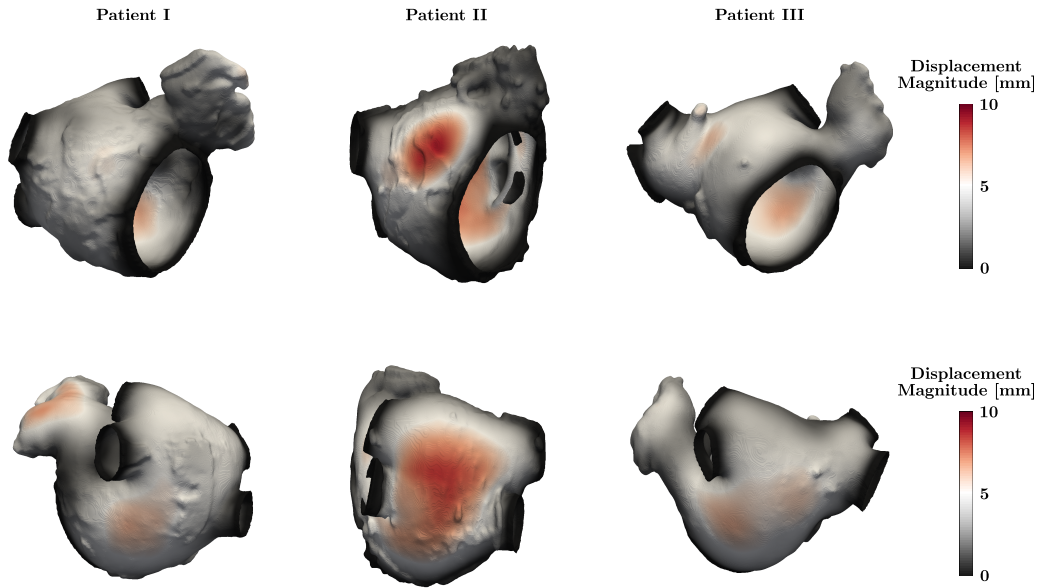 Patient I
Patient II
Patient III
Displacement
Magnitude [mm]
10
5
0
Displacement
Magnitude [mm]
10
5
0